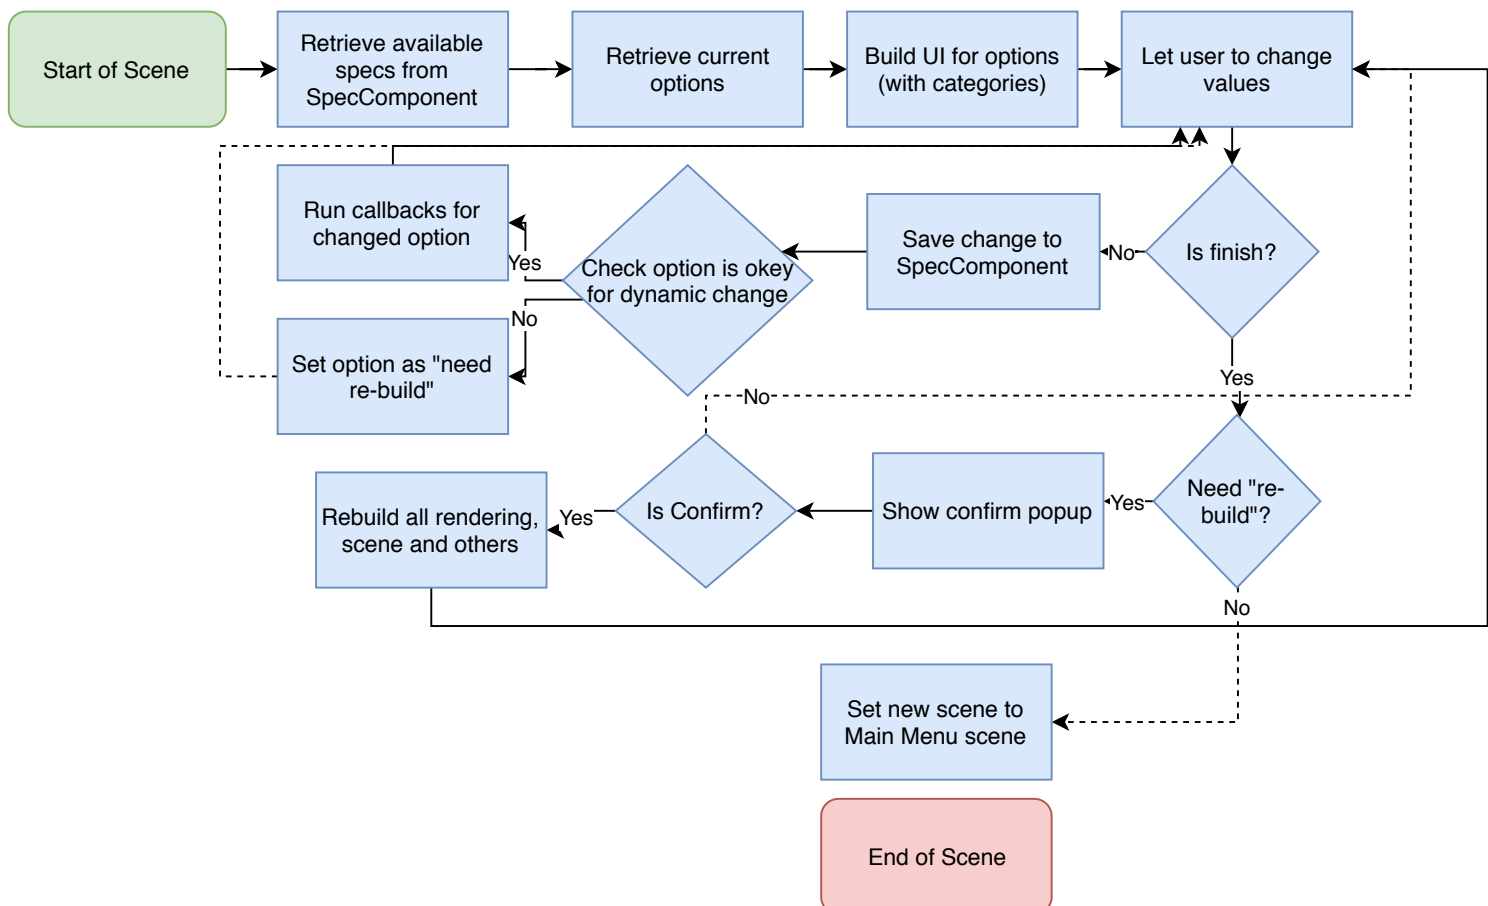 Start of Scene
Retrieve available
specs from
SpecComponent
Retrieve current
options
Build UI for options
(with categories)
Let user to change
values
Run callbacks for
changed option
Yes
Check option is okey
for dynamic change
Save change to
SpecComponent
No
Is finish?
No
Set option as "need
re-build"
Yes
No
Rebuild all rendering,
scene and others
Yes
Is Confirm?
Show confirm popup
Yes
Need "re-
build"?
No
Set new scene to
Main Menu scene
End of Scene